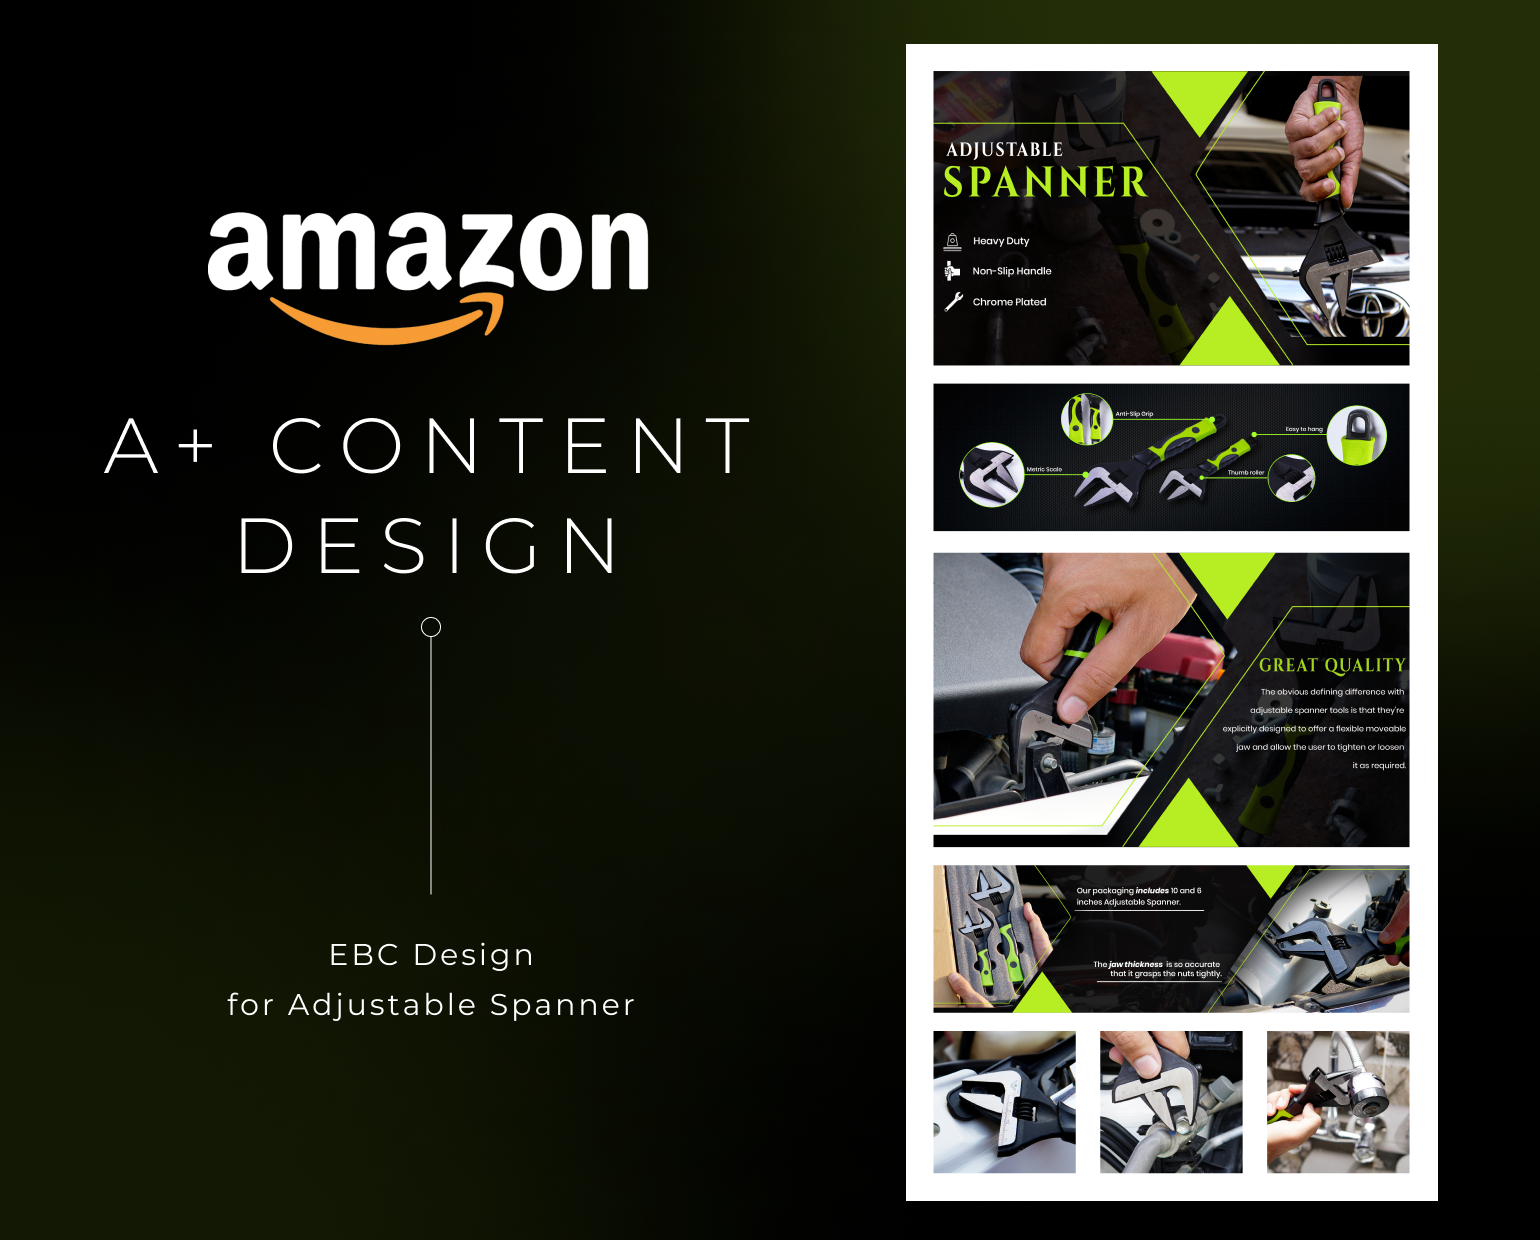 amazon
A+ CONTENT
DESIGN
EBC Design
for Adjustable Spanner
ADJUSTABLE
SPANNER
Heavy Duty
Non-Slip Handle
Chrome Plated
Anti-Slip Grip
Easy to hang
Metric Scale
Thumb roller
GREAT QUALITY
The obvious defining difference with
adjustable spanner tools is that they're
explicitly designed to offer a flexible moveable
jaw and allow the user to tighten or loosen
it as required.
Our packaging includes 10 and 6
inches Adjustable Spanner.
The jaw thickness is so accurate
that it grasps the nuts tightly.